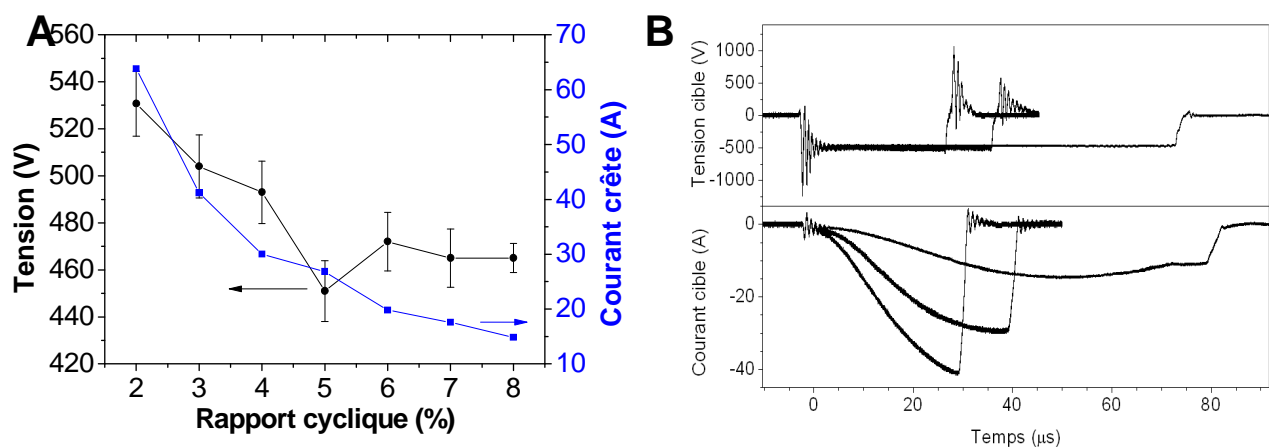 A
Tension (V)
560
540
520
500
480
460
440
420
2 3 4 5 6 7 8
Rapport cyclique (%)
70
60
50
40
30
20
10
Courant crête (A)
B
Tension cible (V)
1000
500
0
-500
-1000
Courant cible (A)
0
-20
-40
0 20 40 60 80
Temps (μs)